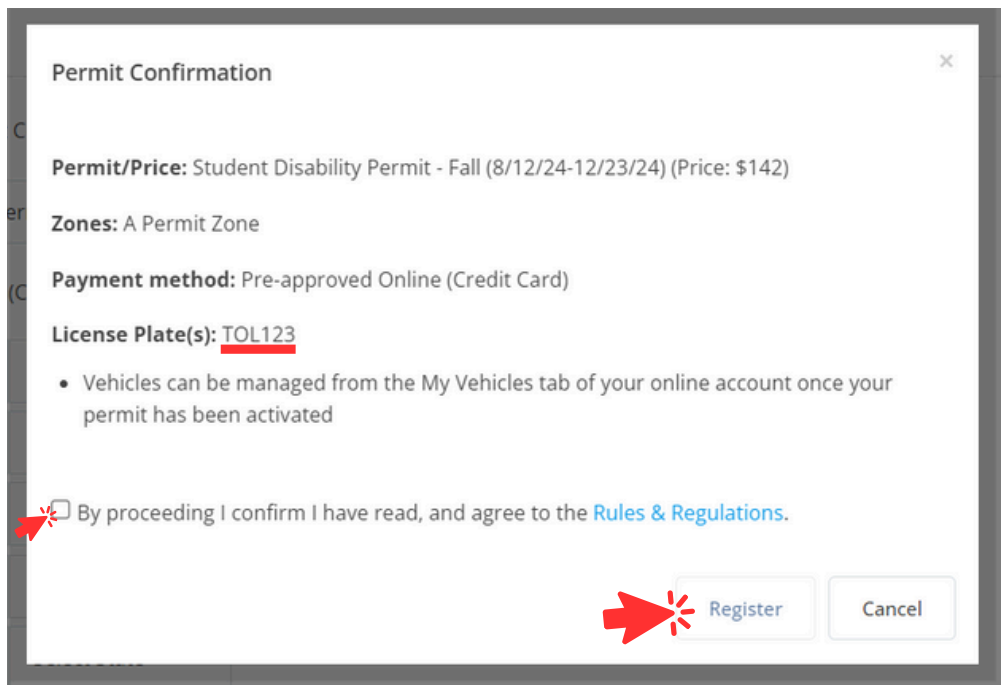 Permit Confirmation
×
Permit/Price: Student Disability Permit - Fall (8/12/24-12/23/24) (Price: $142)
Zones: A Permit Zone
Payment method: Pre-approved Online (Credit Card)
License Plate(s): TOL123
• Vehicles can be managed from the My Vehicles tab of your online account once your
permit has been activated
By proceeding I confirm I have read, and agree to the Rules & Regulations.
Register Cancel